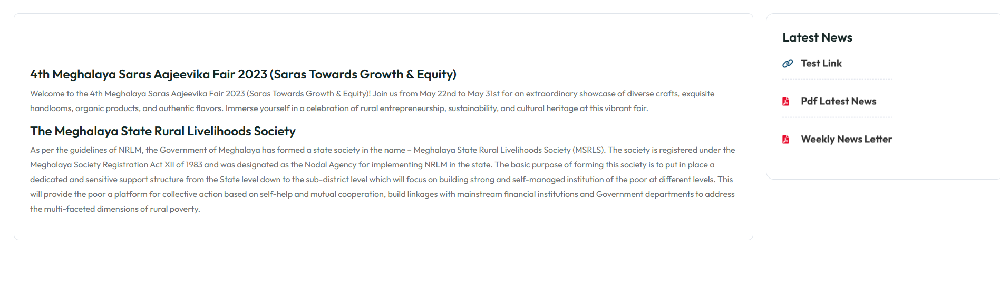 4th Meghalaya Saras Aajeevika Fair 2023 (Saras Towards Growth & Equity)
Welcome to the 4th Meghalaya Saras Aajeevika Fair 2023 (Saras Towards Growth & Equity)! Join us from May 22nd to May 31st for an extraordinary showcase of diverse crafts, exquisite
handlooms, organic products, and authentic flavors. Immerse yourself in a celebration of rural entrepreneurship, sustainability, and cultural heritage at this vibrant fair.
The Meghalaya State Rural Livelihoods Society
As per the guidelines of NRLM, the Government of Meghalaya has formed a state society in the name – Meghalaya State Rural Livelihoods Society (MSRLS). The society is registered under the
Meghalaya Society Registration Act XII of 1983 and was designated as the Nodal Agency for implementing NRLM in the state. The basic purpose of forming this society is to put in place a
dedicated and sensitive support structure from the State level down to the sub-district level which will focus on building strong and self-managed institution of the poor at different levels. This
will provide the poor a platform for collective action based on self-help and mutual cooperation, build linkages with mainstream financial institutions and Government departments to address
the multi-faceted dimensions of rural poverty.
Latest News
Test Link
Pdf Latest News
Weekly News Letter